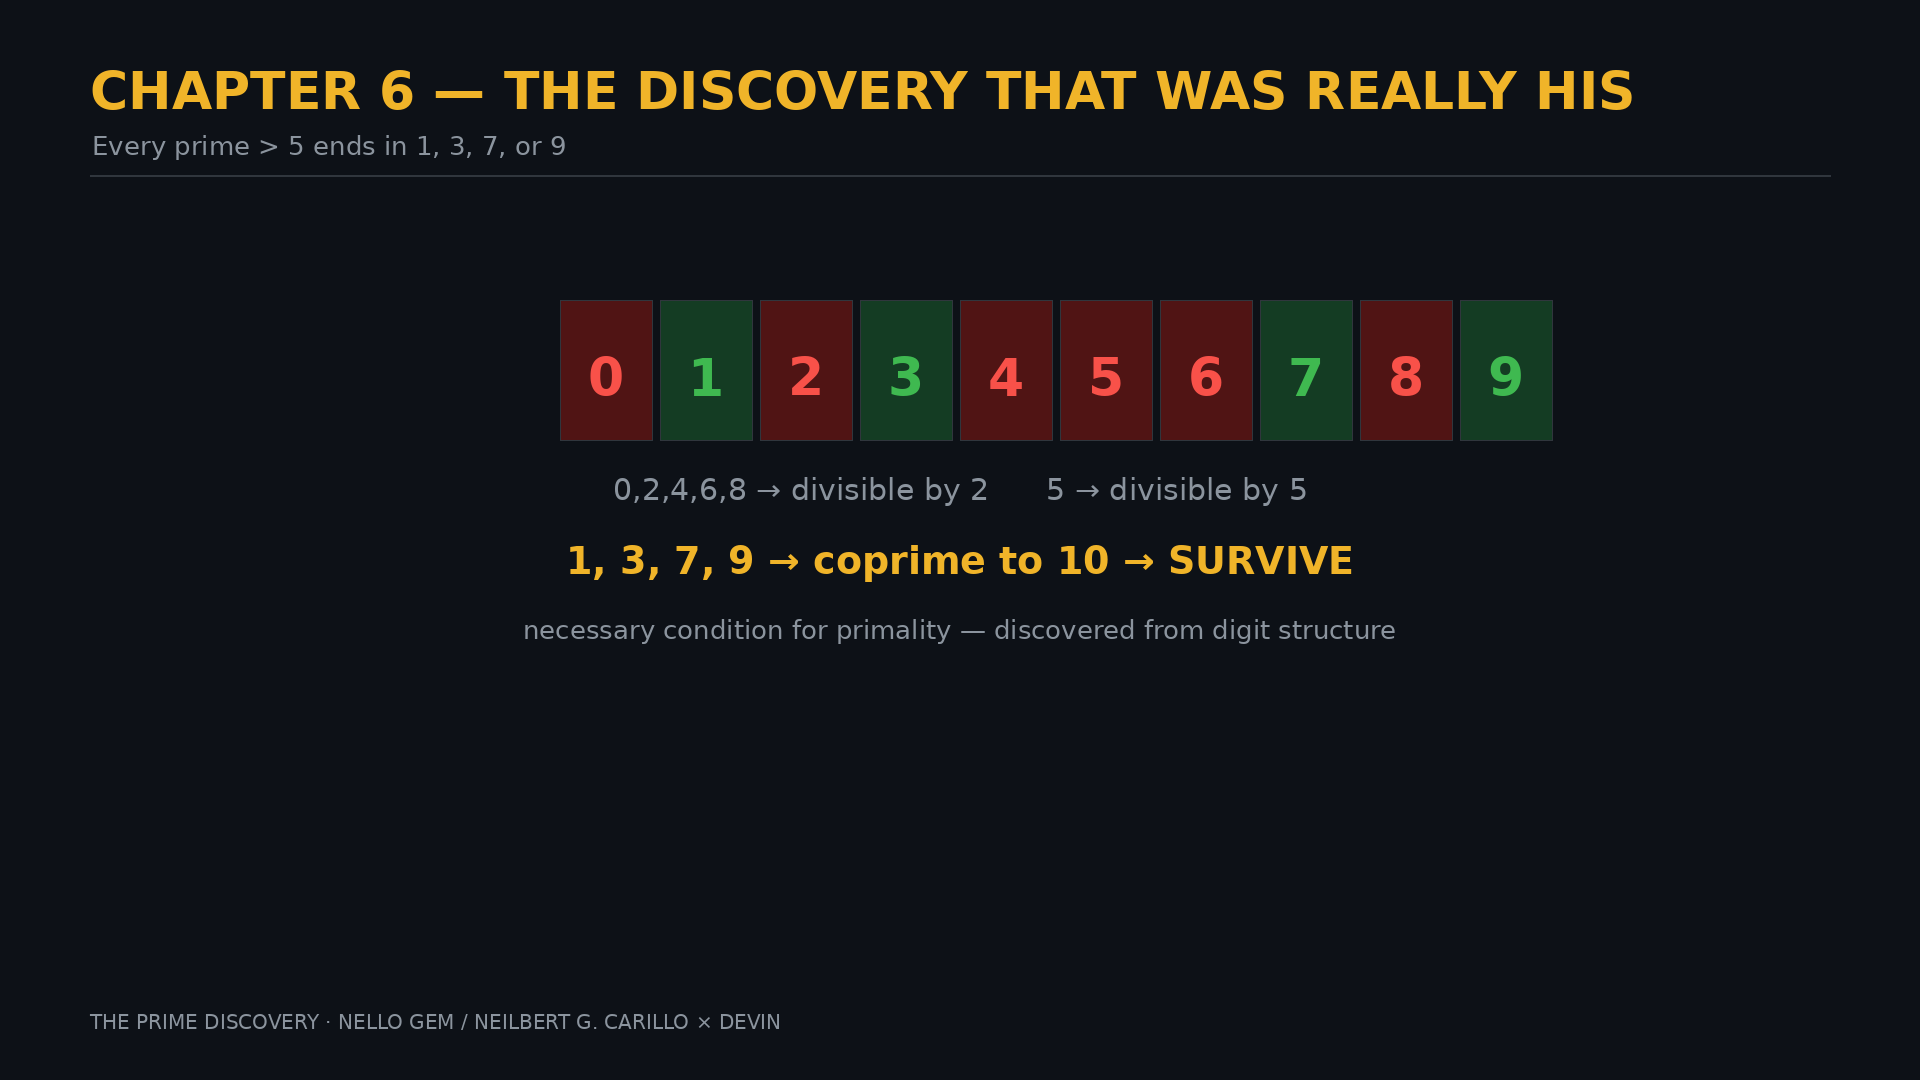 CHAPTER 6 — THE DISCOVERY THAT WAS REALLY HIS
Every prime > 5 ends in 1, 3, 7, or 9
0 1 2 3 4 5 6 7 8 9
0,2,4,6,8 → divisible by 2 5 → divisible by 5
1, 3, 7, 9 → coprime to 10 → SURVIVE
necessary condition for primality — discovered from digit structure
THE PRIME DISCOVERY · NELLO GEM / NEILBERT G. CARILLO × DEVIN